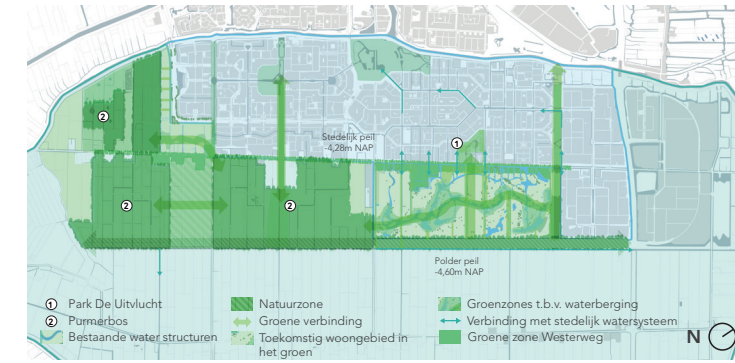 2
Stedelijk peil
-4,28m NAP
1
2
2
Polder peil
-4,60m NAP
1 Park De Uitvlucht
2 Purmerbos
Bestaande water structuren
Natuurzone
Groene verbinding
Toekomstig woongebied in
het groen
Groenzones t.b.v. waterberging
Verbinding met stedelijk watersysteem
Groene zone Westerweg
N